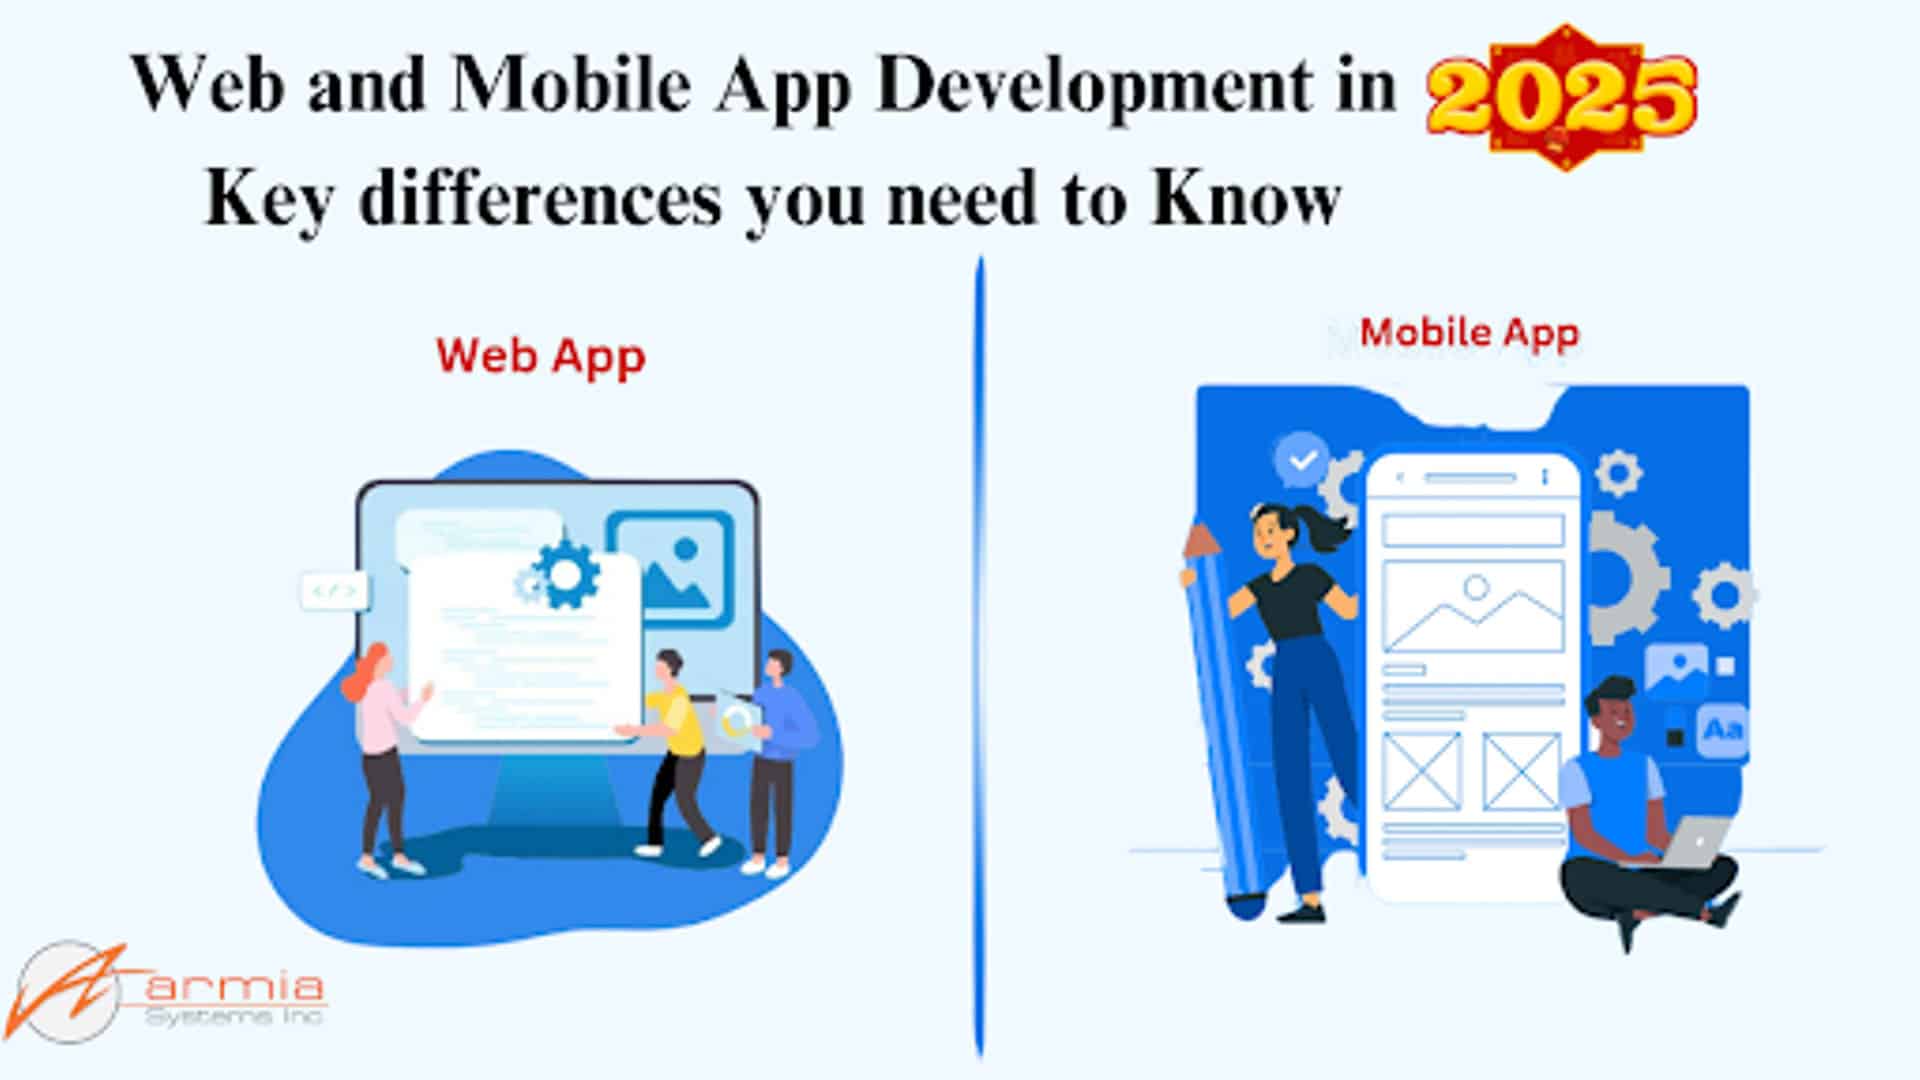 Web and Mobile App Development in 2025
Key differences you need to Know
Web App
Mobile App
</>
Aa
armia
Systems Inc